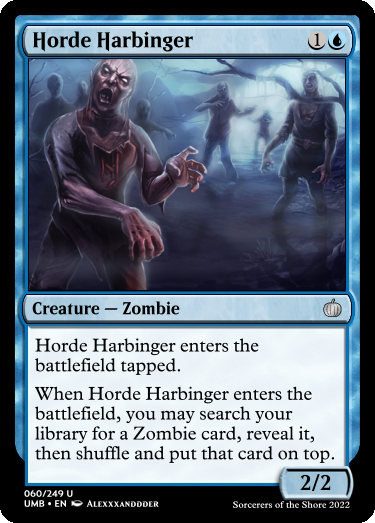 Horde Harbinger 1
Creature — Zombie
Horde Harbinger enters the
battlefield tapped.
When Horde Harbinger enters the
battlefield, you may search your
library for a Zombie card, reveal it,
then shuffle and put that card on top.
2/2
060/249 U
UMB • EN Alexxxanddder
Sorcerers of the Shore 2022